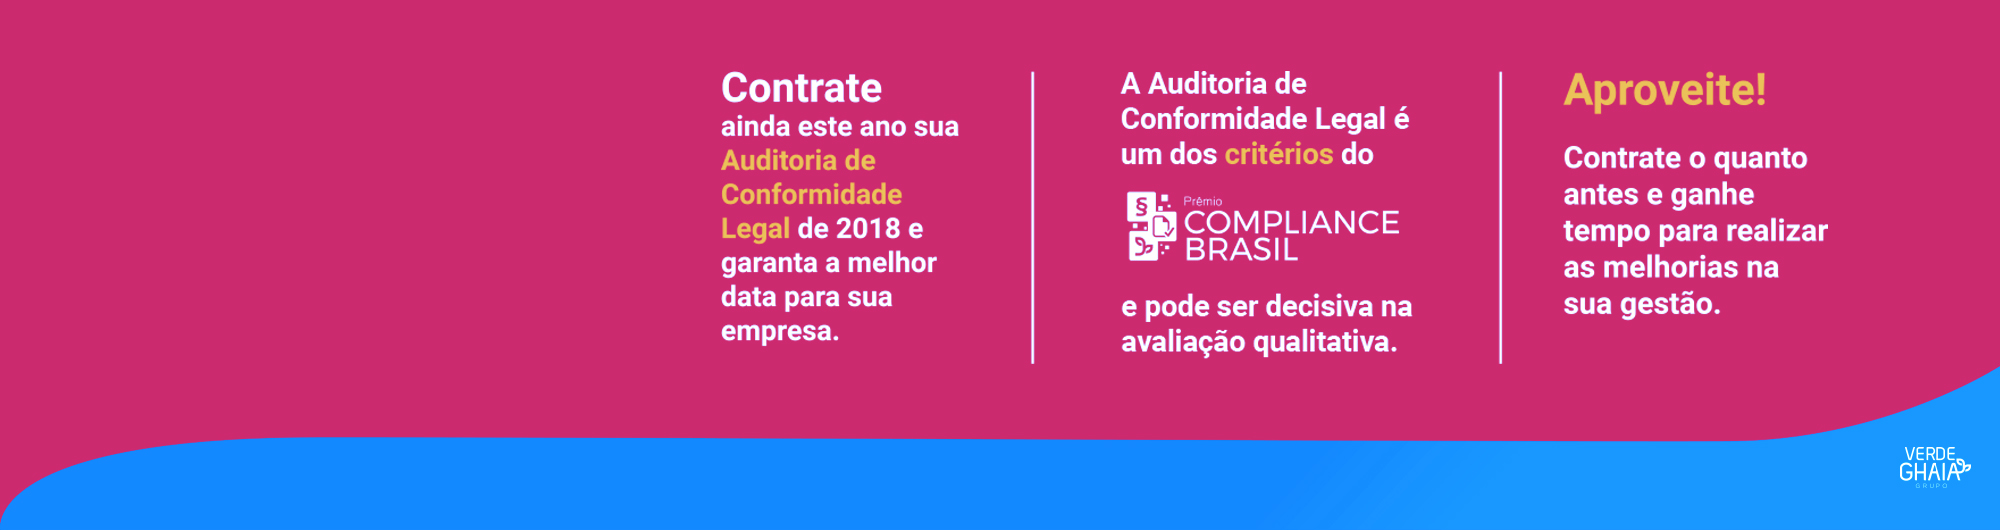 Contrate
ainda este ano sua
Auditoria de
Conformidade
Legal de 2018 e
garanta a melhor
data para sua
empresa.
A Auditoria de
Conformidade Legal é
um dos critérios do
§
Prêmio
COMPLIANCE
BRASIL
e pode ser decisiva na
avaliação qualitativa.
Aproveite!
Contrate o quanto
antes e ganhe
tempo para realizar
as melhorias na
sua gestão.
VERDE
GHAIA
GRUPO